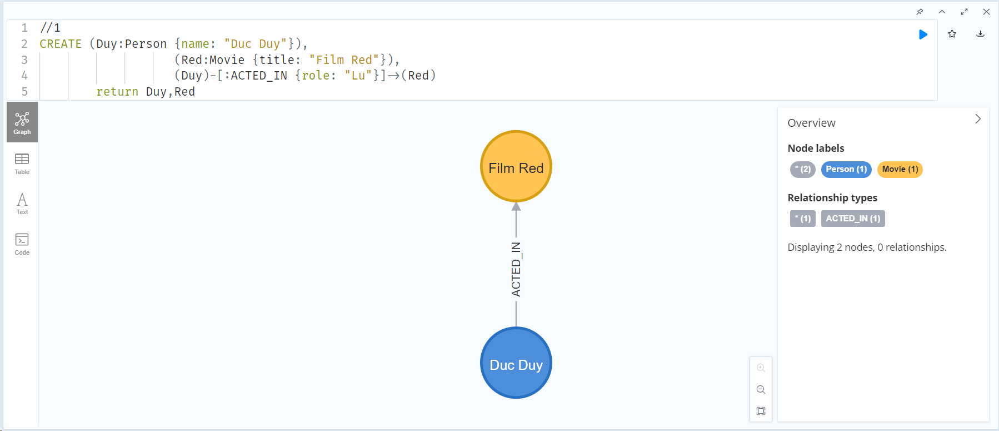 1 //1
2 CREATE (Duy:Person {name: "Duc Duy"}),
3 (Red:Movie {title: "Film Red"}),
4 (Duy)-[:ACTED_IN {role: "Lu"}]->(Red)
5 return Duy,Red
Graph
Table
Text
Code
Film Red
ACTED_IN
Duc Duy
Overview
Node labels
* (2) Person (1) Movie (1)
Relationship types
* (1) ACTED_IN (1)
Displaying 2 nodes, 0 relationships.